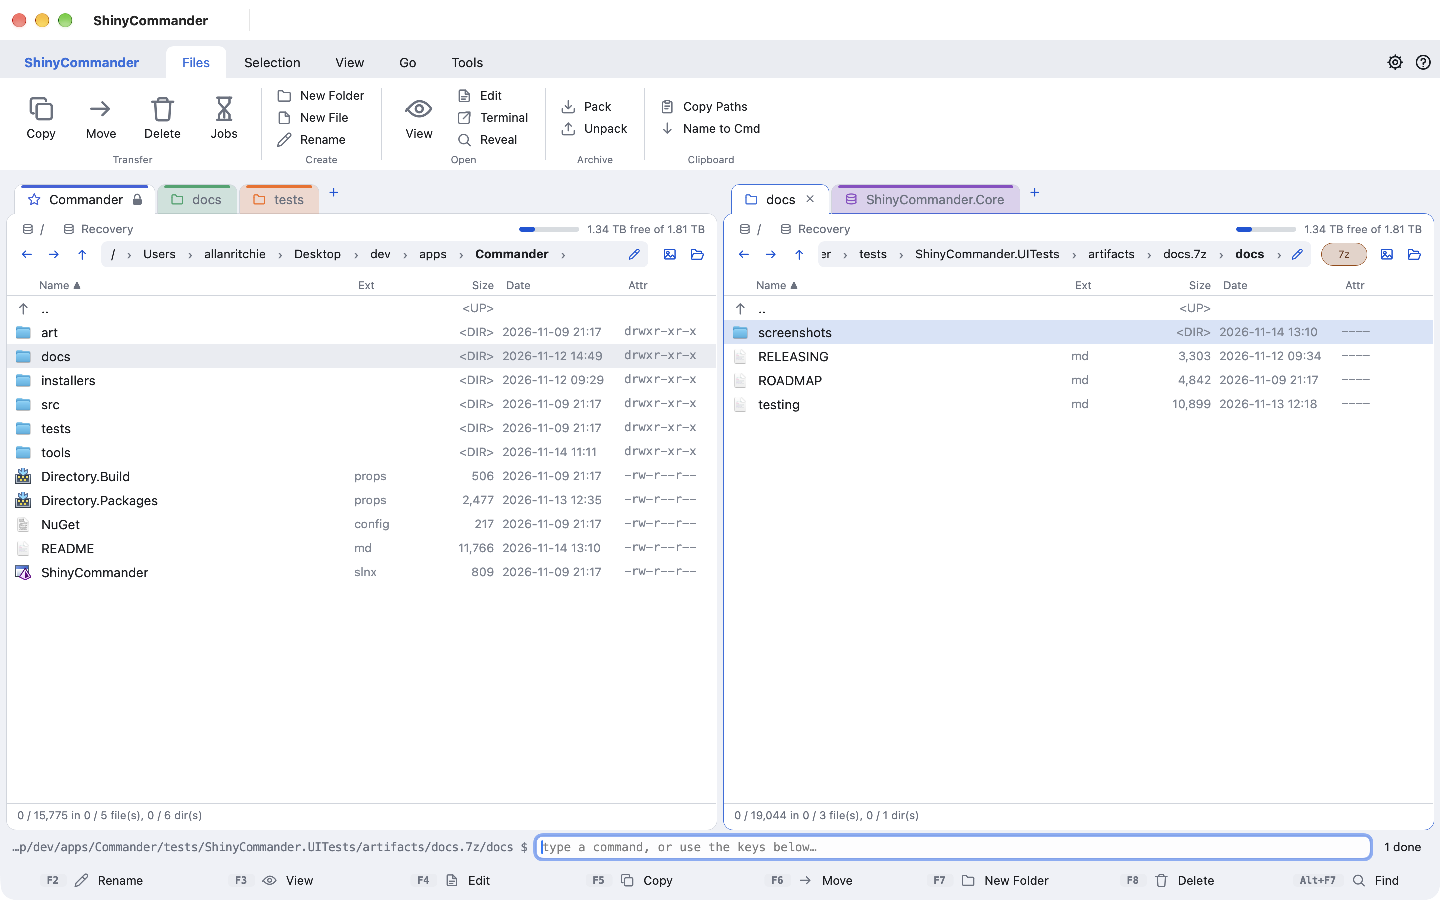 ShinyCommander
ShinyCommander Files Selection View Go Tools
Copy Move Delete Jobs
Transfer
New Folder
New File
Rename
Create
View
Edit
Terminal
Reveal
Open
Pack
Unpack
Archive
Copy Paths
Name to Cmd
Clipboard
Commander docs tests +
/ Recovery 1.34 TB free of 1.81 TB
/ › Users › allanritchie › Desktop › dev › apps › Commander ›
Name Ext Size Date Attr
.. <UP>
art <DIR> 2026-11-09 21:17 drwxr-xr-x
docs <DIR> 2026-11-12 14:49 drwxr-xr-x
installers <DIR> 2026-11-12 09:29 drwxr-xr-x
src <DIR> 2026-11-09 21:17 drwxr-xr-x
tests <DIR> 2026-11-09 21:17 drwxr-xr-x
tools <DIR> 2026-11-14 11:11 drwxr-xr-x
Directory.Build props 506 2026-11-09 21:17 -rw-r--r--
Directory.Packages props 2,477 2026-11-13 12:35 -rw-r--r--
NuGet config 217 2026-11-09 21:17 -rw-r--r--
README md 11,766 2026-11-14 13:10 -rw-r--r--
ShinyCommander slnx 809 2026-11-09 21:17 -rw-r--r--
0 / 15,775 in 0 / 5 file(s), 0 / 6 dir(s)
docs × ShinyCommander.Core +
/ Recovery 1.34 TB free of 1.81 TB
er › tests › ShinyCommander.UITests › artifacts › docs.7z › docs › 7z
Name Ext Size Date Attr
.. <UP>
screenshots <DIR> 2026-11-14 13:10 ----
RELEASING md 3,303 2026-11-12 09:34 ----
ROADMAP md 4,842 2026-11-09 21:17 ----
testing md 10,899 2026-11-13 12:18 ----
0 / 19,044 in 0 / 3 file(s), 0 / 1 dir(s)
…p/dev/apps/Commander/tests/ShinyCommander.UITests/artifacts/docs.7z/docs $ type a command, or use the keys below… 1 done
F2 Rename F3 View F4 Edit F5 Copy F6 Move F7 New Folder F8 Delete Alt+F7 Find